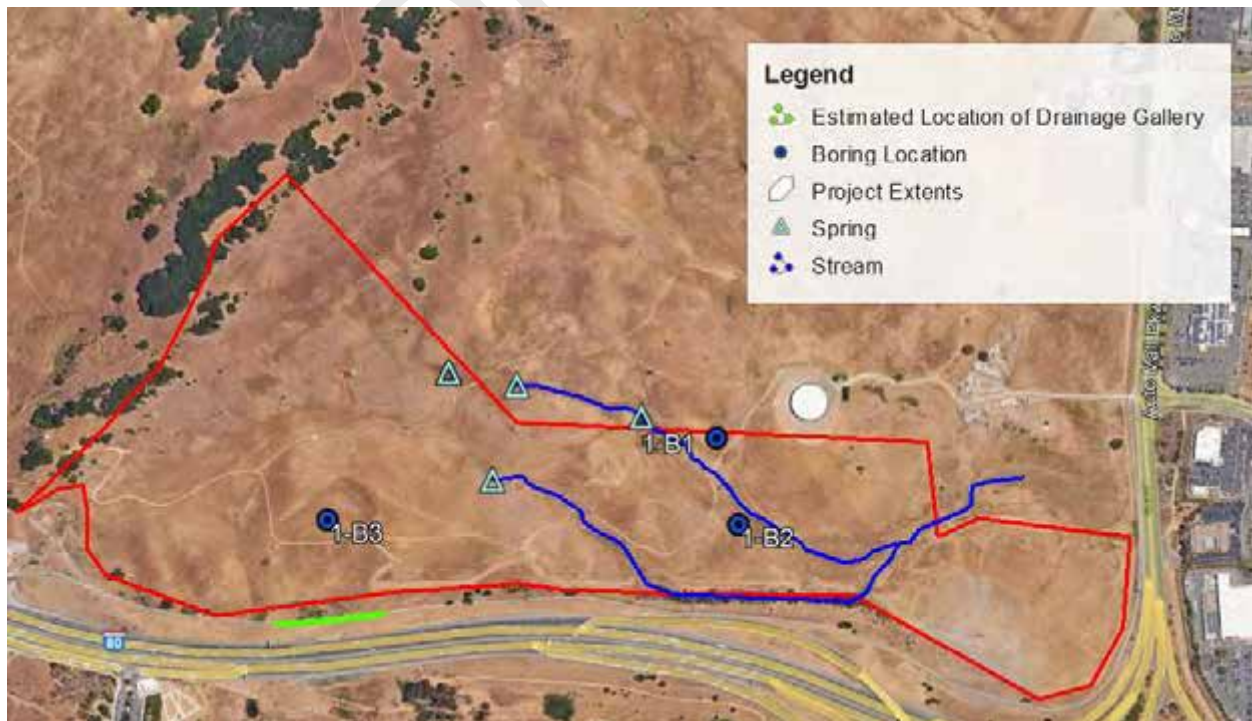 Legend
Estimated Location of Drainage Gallery
Boring Location
Project Extents
Spring
Stream
1-B1
1-B3
1-B2
80